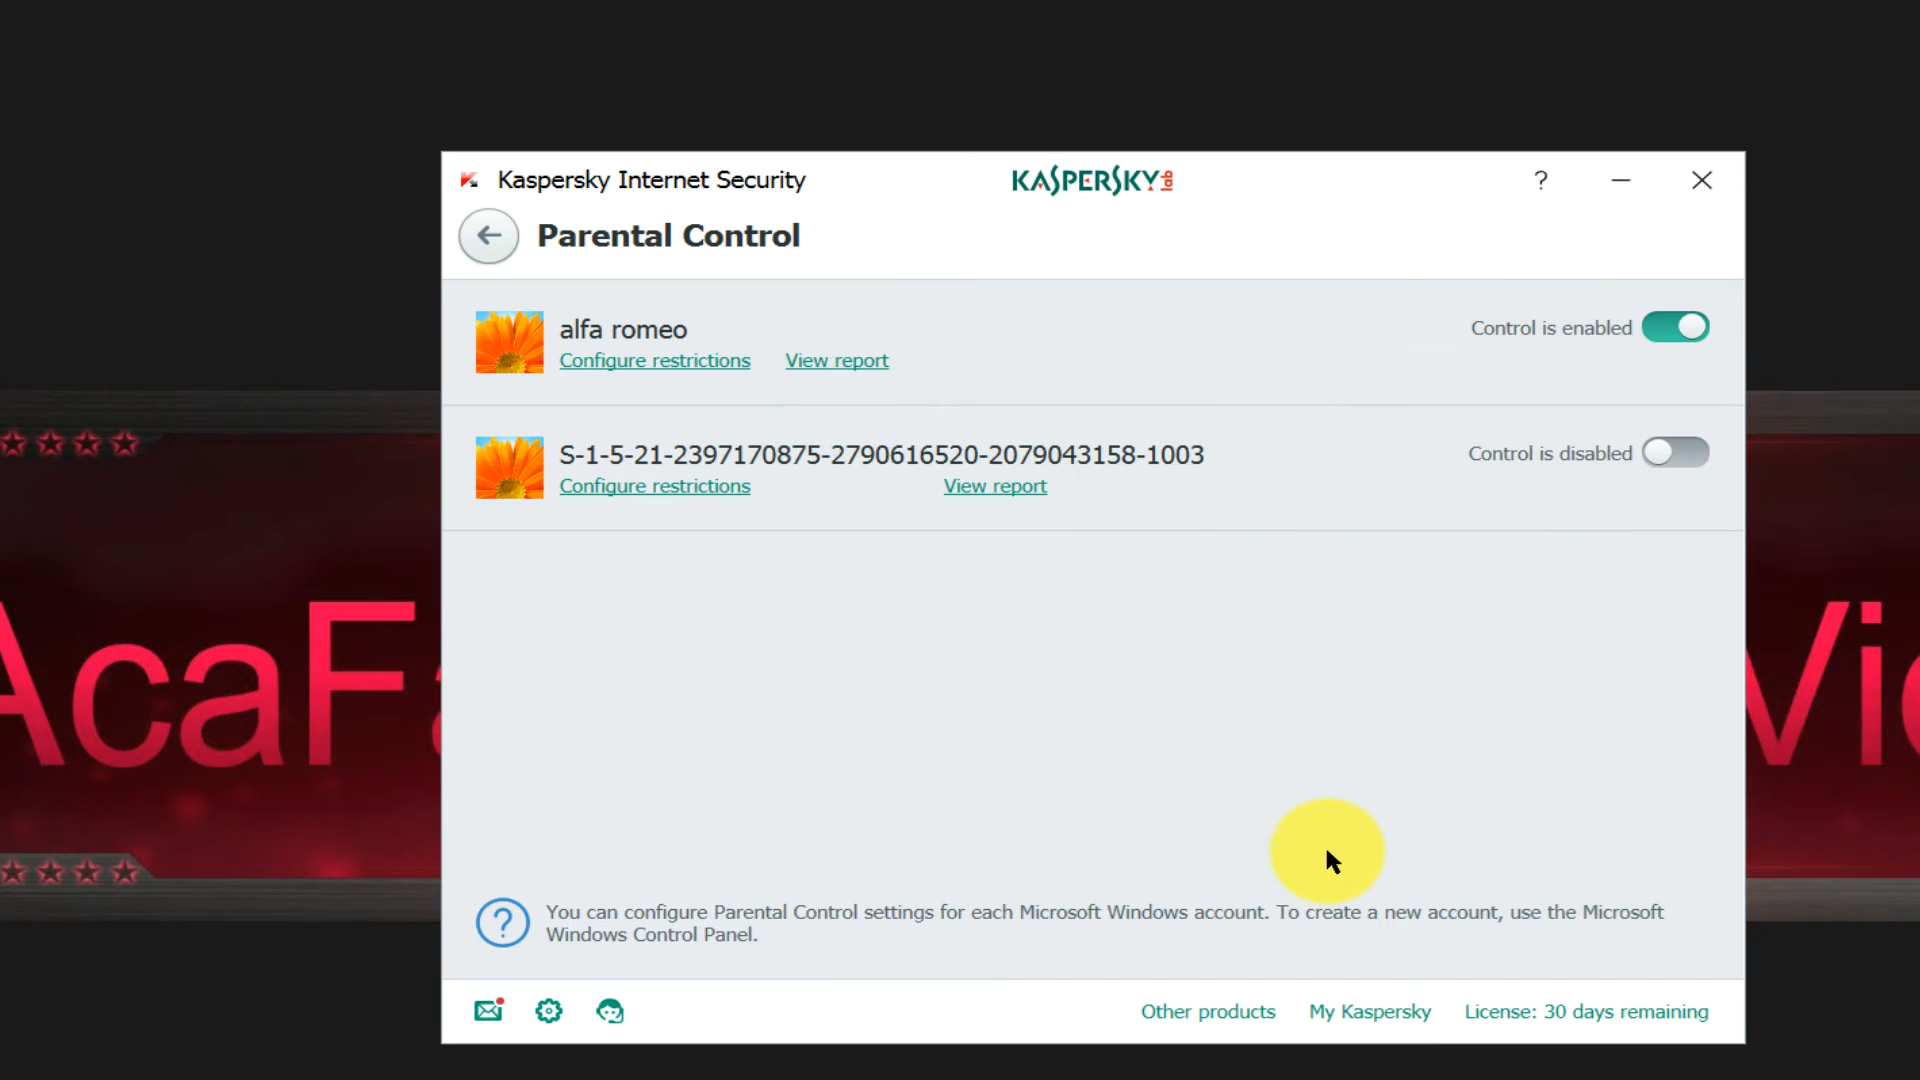 Kaspersky Internet Security
KASPERSKY lab
?
Parental Control
alfa romeo
Control is enabled
Configure restrictions View report
S-1-5-21-2397170875-2790616520-2079043158-1003
Control is disabled
Configure restrictions View report
AcaFa
Vi
You can configure Parental Control settings for each Microsoft Windows account. To create a new account, use the Microsoft
Windows Control Panel.
Other products My Kaspersky License: 30 days remaining